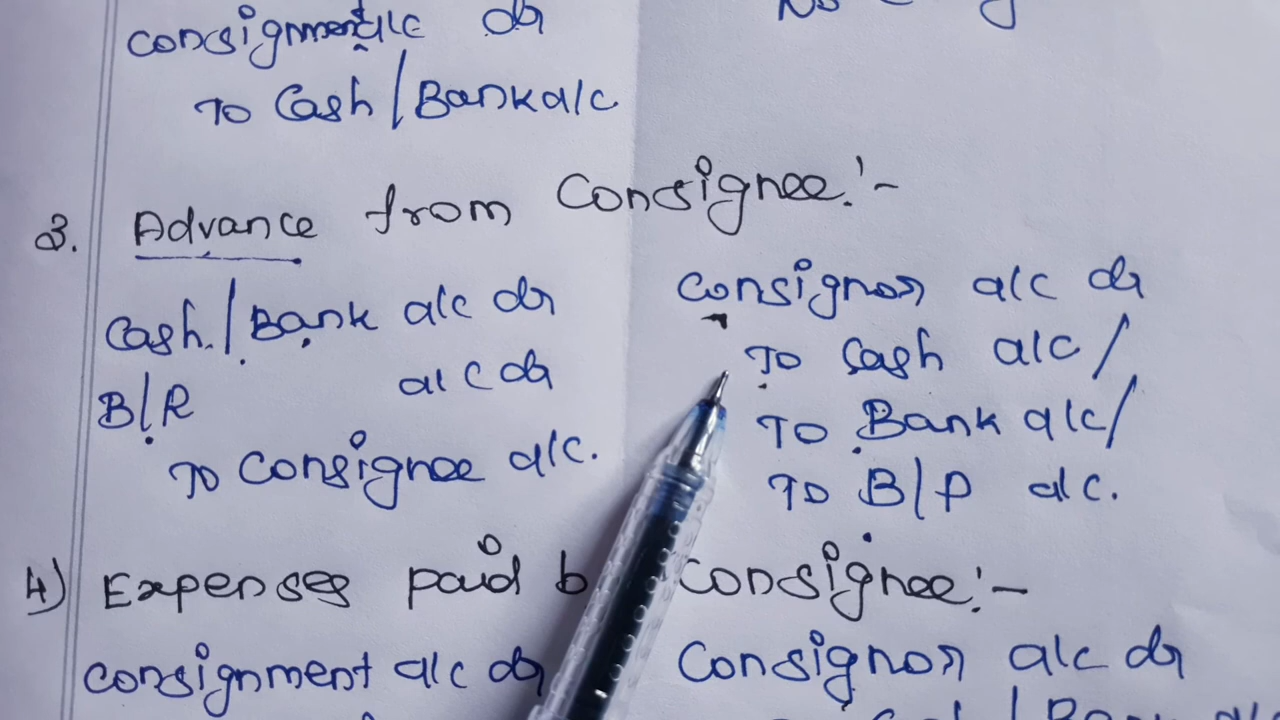 consignment a/c dr
To Cash/Bank a/c
No
3. Advance from Consignee:-
Cash/Bank a/c dr
B/R a/c dr
To Consignee a/c.
Consignor a/c dr
To Cash a/c/
To Bank a/c/
To B/P a/c.
4) Expenses paid b Consignee:-
consignment a/c dr
Consignor a/c dr